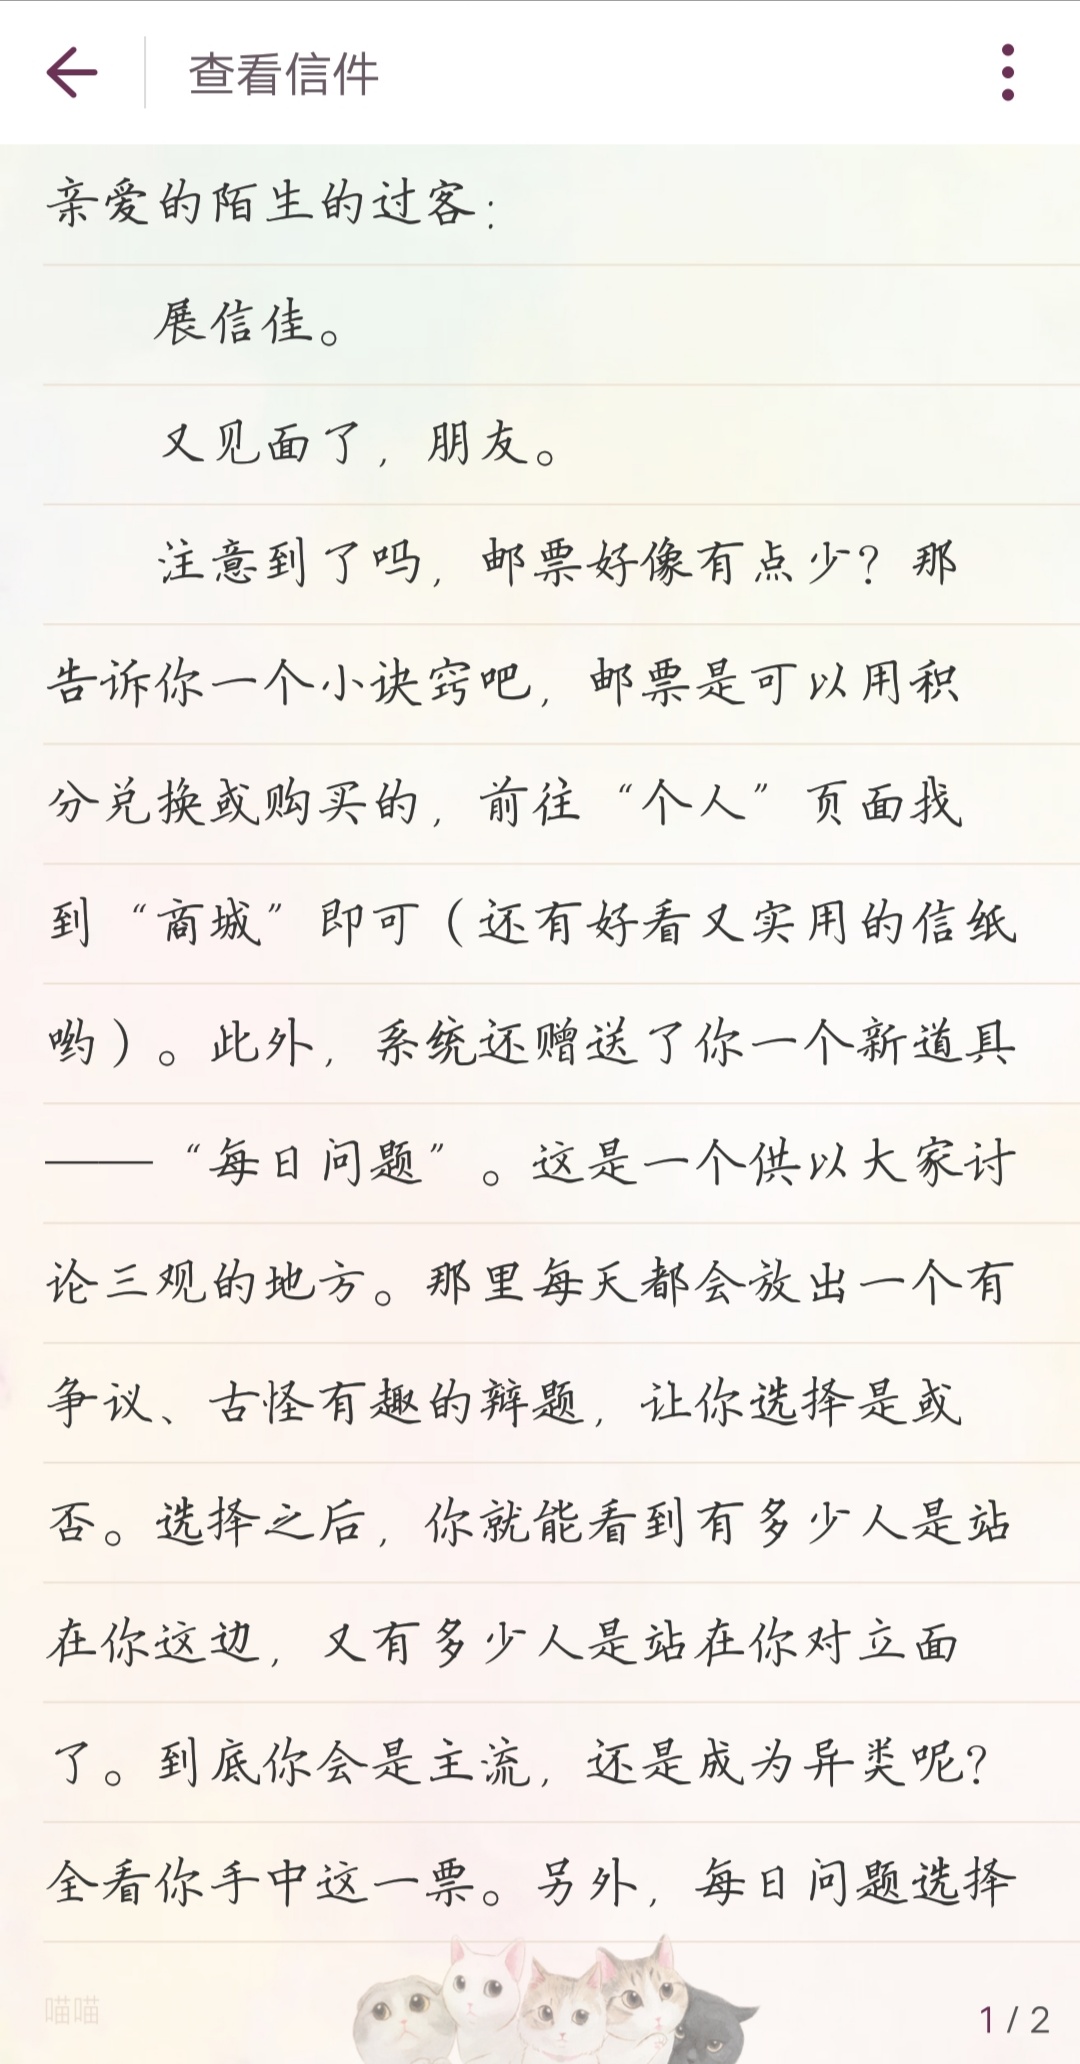 查看信件
亲爱的陌生的过客：
展信佳。
又见面了，朋友。
注意到了吗，邮票好像有点少？那
告诉你一个小诀窍吧，邮票是可以用积
分兑换或购买的，前往“个人”页面找
到“商城”即可（还有好看又实用的信纸
哟）。此外，系统还赠送了你一个新道具
——“每日问题”。这是一个供以大家讨
论三观的地方。那里每天都会放出一个有
争议、古怪有趣的辩题，让你选择是或
否。选择之后，你就能看到有多少人是站
在你这边，又有多少人是站在你对立面
了。到底你会是主流，还是成为异类呢？
全看你手中这一票。另外，每日问题选择
喵喵
1 / 2